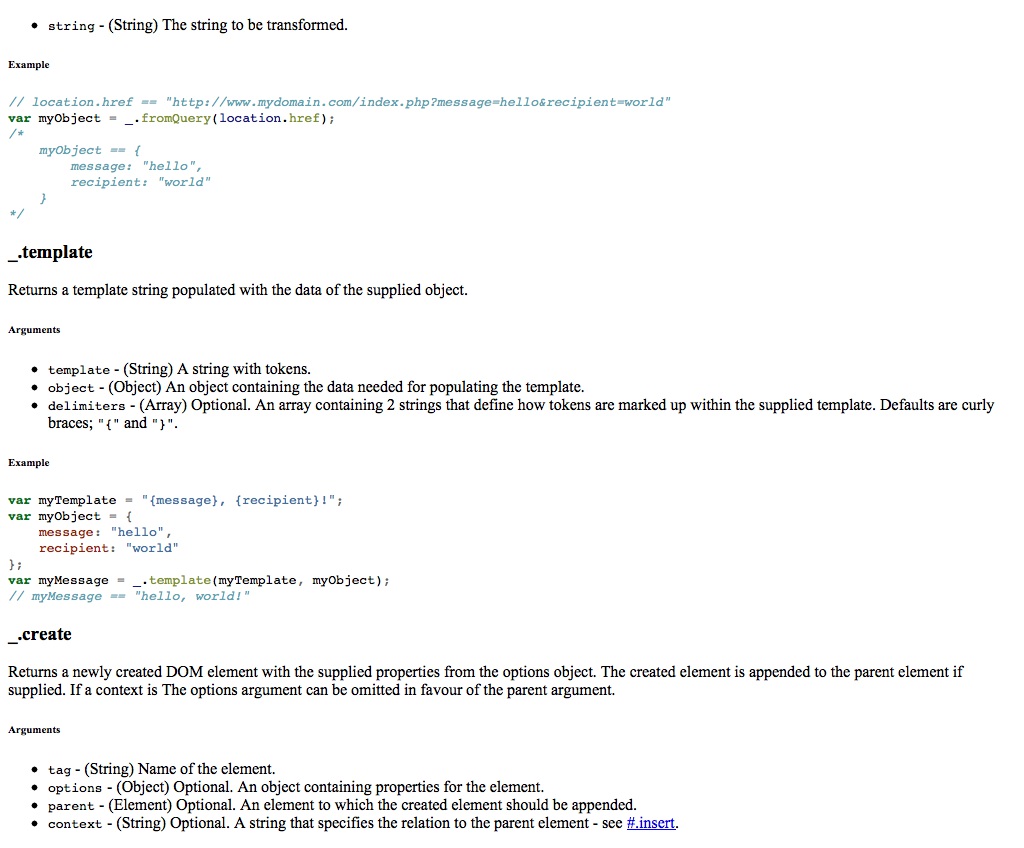 • string - (String) The string to be transformed.
Example
// location.href == "http://www.mydomain.com/index.php?message=hello&recipient=world"
var myObject = _.fromQuery(location.href);
/*
    myObject == {
        message: "hello",
        recipient: "world"
    }
*/
_.template
Returns a template string populated with the data of the supplied object.
Arguments
• template - (String) A string with tokens.
• object - (Object) An object containing the data needed for populating the template.
• delimiters - (Array) Optional. An array containing 2 strings that define how tokens are marked up within the supplied template. Defaults are curly
braces; "{" and "}".
Example
var myTemplate = "{message}, {recipient}!";
var myObject = {
    message: "hello",
    recipient: "world"
};
var myMessage = _.template(myTemplate, myObject);
// myMessage == "hello, world!"
_.create
Returns a newly created DOM element with the supplied properties from the options object. The created element is appended to the parent element if
supplied. If a context is The options argument can be omitted in favour of the parent argument.
Arguments
• tag - (String) Name of the element.
• options - (Object) Optional. An object containing properties for the element.
• parent - (Element) Optional. An element to which the created element should be appended.
• context - (String) Optional. A string that specifies the relation to the parent element - see #.insert.